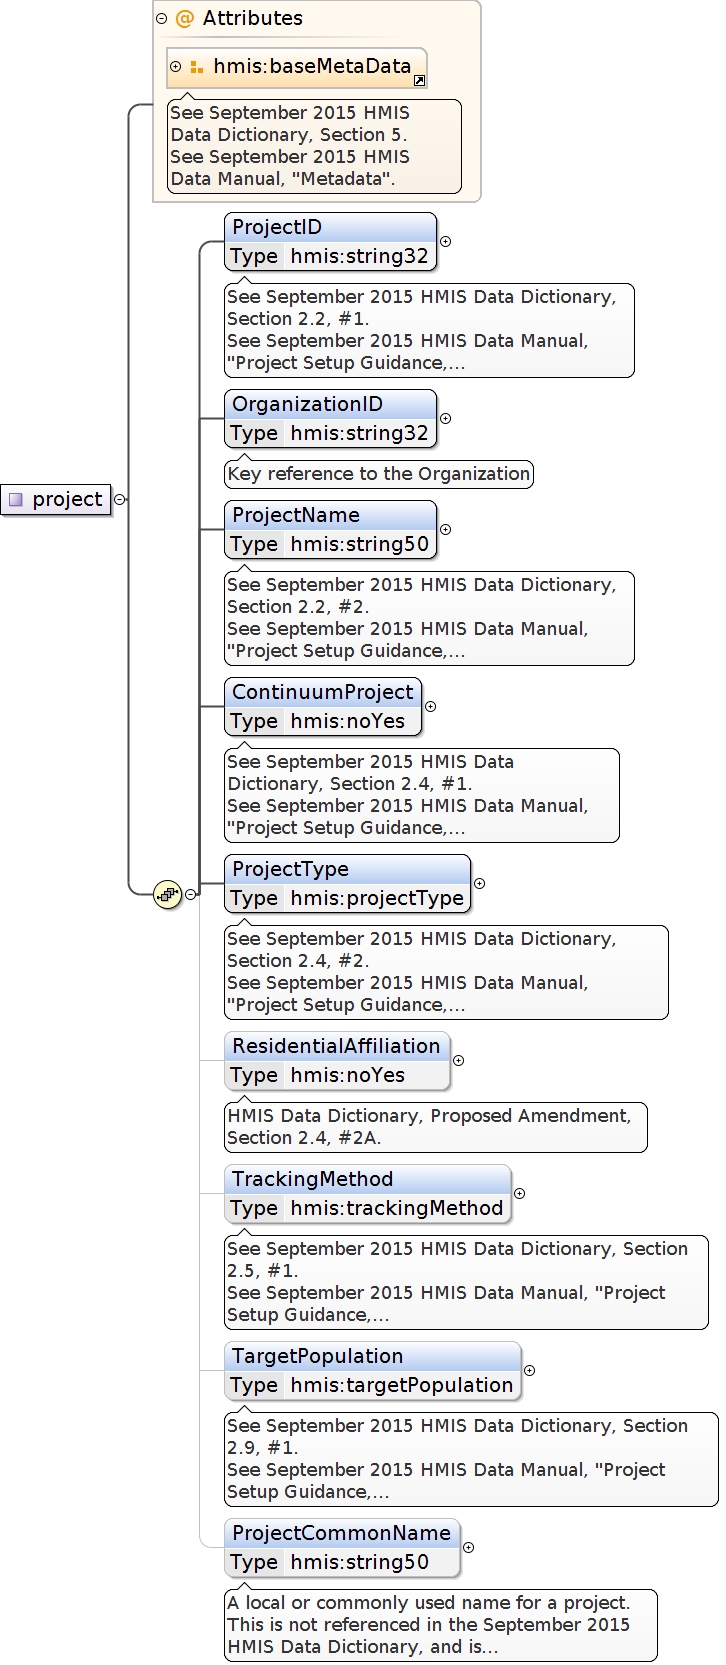 Attributes
hmis:baseMetaData
See September 2015 HMIS
Data Dictionary, Section 5.
See September 2015 HMIS
Data Manual, "Metadata".
ProjectID
Type hmis:string32
See September 2015 HMIS Data Dictionary,
Section 2.2, #1.
See September 2015 HMIS Data Manual,
"Project Setup Guidance,...
OrganizationID
Type hmis:string32
Key reference to the Organization
project
ProjectName
Type hmis:string50
See September 2015 HMIS Data Dictionary,
Section 2.2, #2.
See September 2015 HMIS Data Manual,
"Project Setup Guidance,...
ContinuumProject
Type hmis:noYes
See September 2015 HMIS Data
Dictionary, Section 2.4, #1.
See September 2015 HMIS Data Manual,
"Project Setup Guidance,...
ProjectType
Type hmis:projectType
See September 2015 HMIS Data Dictionary,
Section 2.4, #2.
See September 2015 HMIS Data Manual,
"Project Setup Guidance,...
ResidentialAffiliation
Type hmis:noYes
HMIS Data Dictionary, Proposed Amendment,
Section 2.4, #2A.
TrackingMethod
Type hmis:trackingMethod
See September 2015 HMIS Data Dictionary, Section
2.5, #1.
See September 2015 HMIS Data Manual, "Project
Setup Guidance,...
TargetPopulation
Type hmis:targetPopulation
See September 2015 HMIS Data Dictionary, Section
2.9, #1.
See September 2015 HMIS Data Manual, "Project
Setup Guidance,...
ProjectCommonName
Type hmis:string50
A local or commonly used name for a project.
This is not referenced in the September 2015
HMIS Data Dictionary, and is...